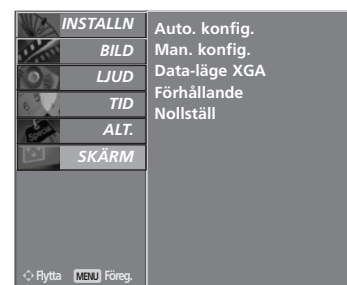 INSTALLN
BILD
LJUD
TID
ALT.
SKÄRM
Auto. konfig.
Man. konfig.
Data-läge XGA
Förhållande
Nollställ
Flytta MENU Föreg.